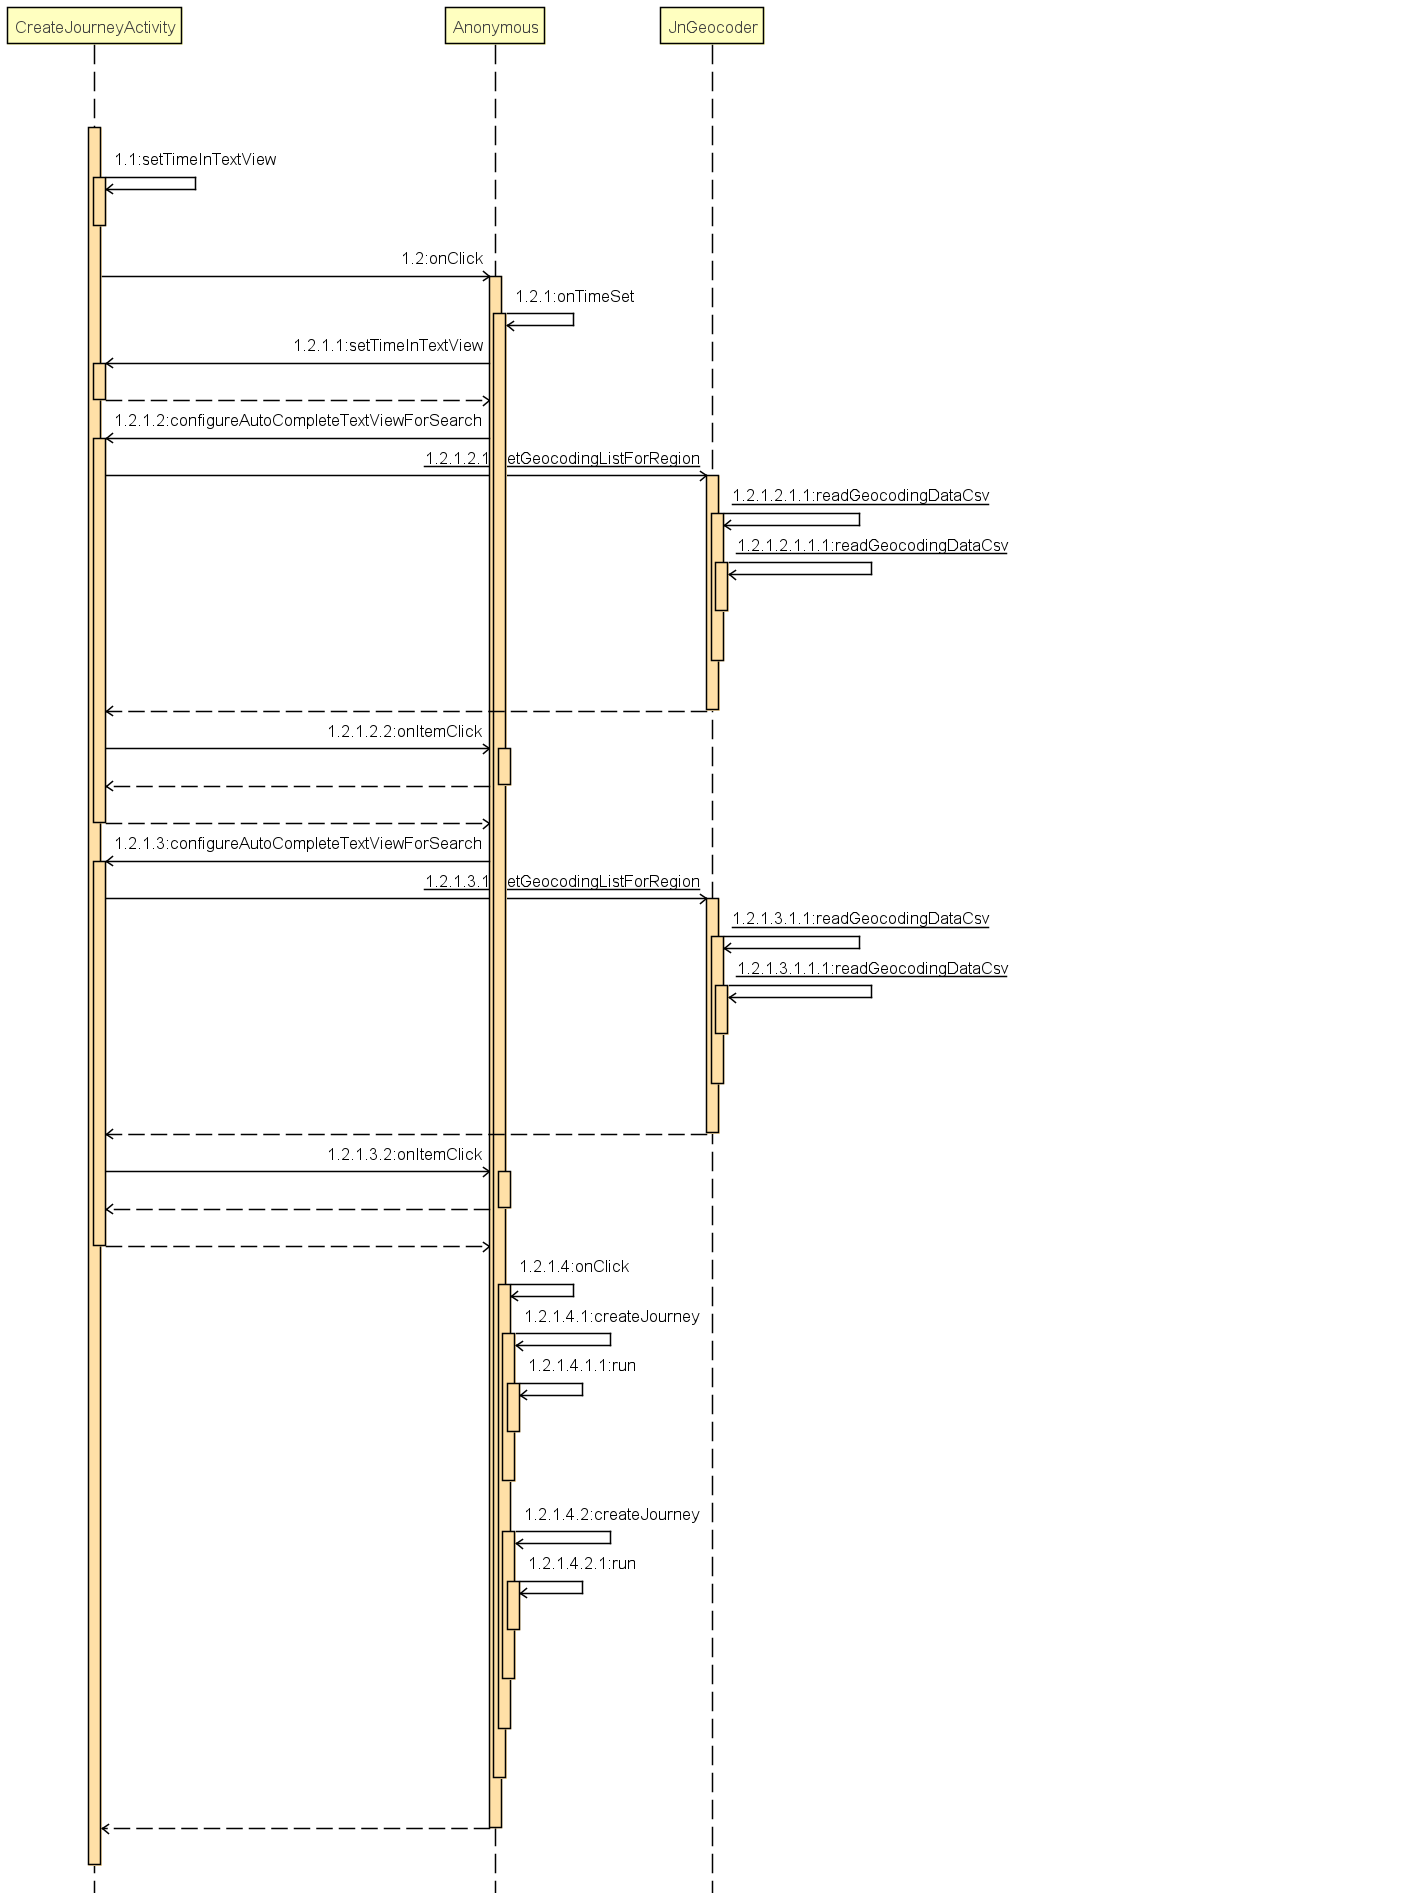 CreateJourneyActivity
Anonymous
JnGeocoder
1.1:setTimeInTextView
1.2:onClick
1.2.1:onTimeSet
1.2.1.1:setTimeInTextView
1.2.1.2:configureAutoCompleteTextViewForSearch
1.2.1.2.1 etGeocodingListForRegion
1.2.1.2.1.1:readGeocodingDataCsv
1.2.1.2.1.1.1:readGeocodingDataCsv
1.2.1.2.2:onItemClick
1.2.1.3:configureAutoCompleteTextViewForSearch
1.2.1.3.1 etGeocodingListForRegion
1.2.1.3.1.1:readGeocodingDataCsv
1.2.1.3.1.1.1:readGeocodingDataCsv
1.2.1.3.2:onItemClick
1.2.1.4:onClick
1.2.1.4.1:createJourney
1.2.1.4.1.1:run
1.2.1.4.2:createJourney
1.2.1.4.2.1:run